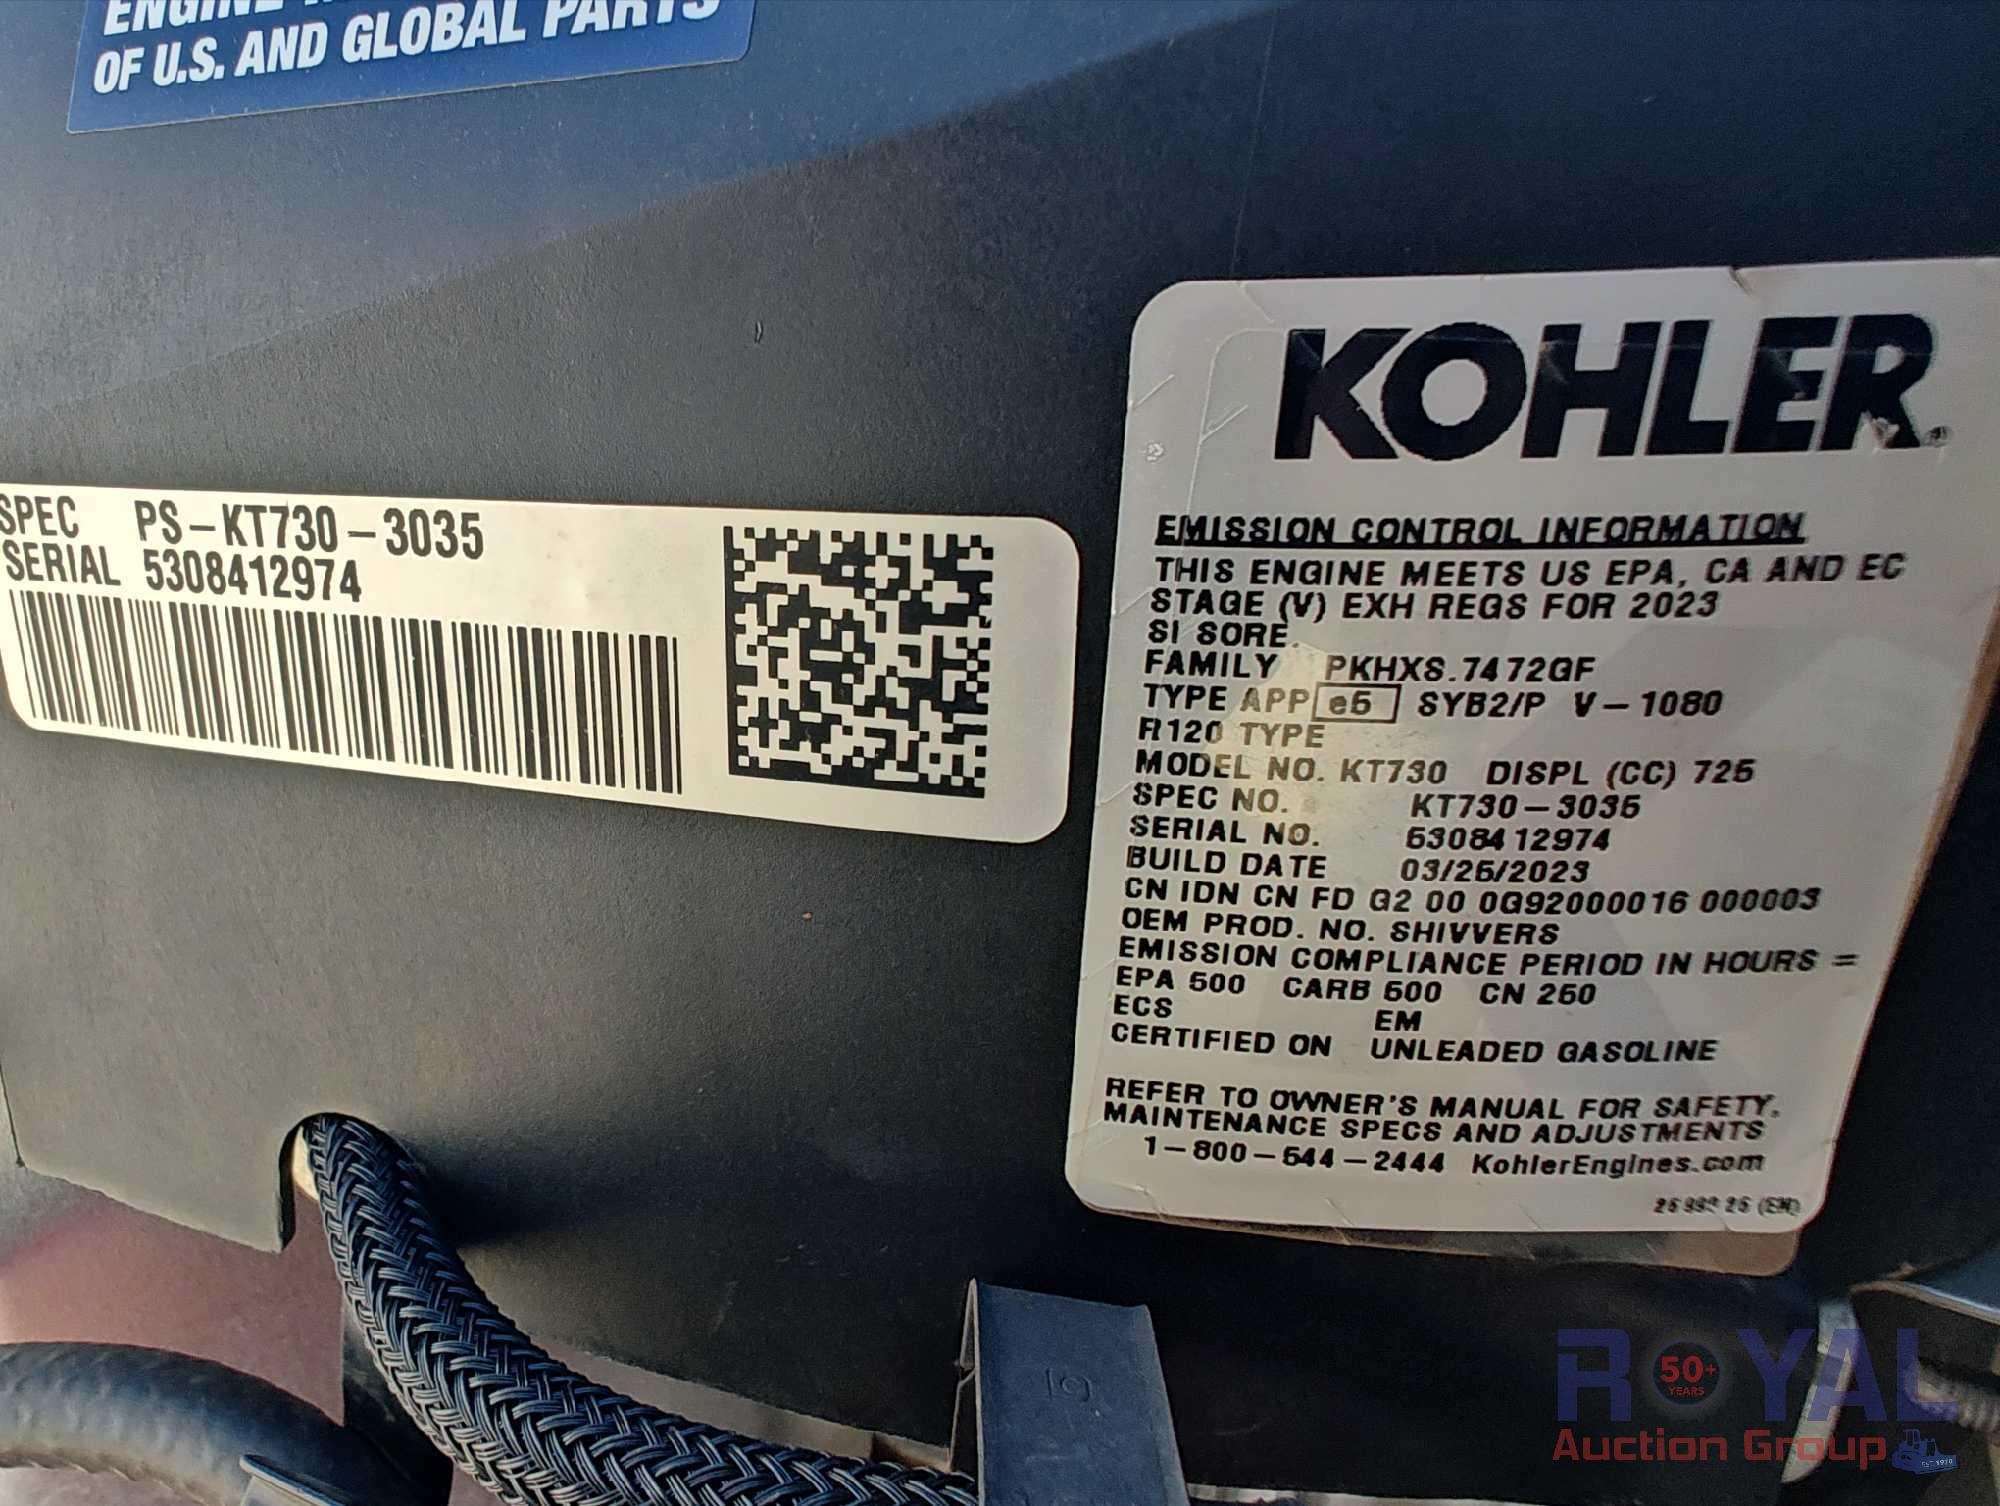 OF U.S. AND GLOBAL PARTS
SPEC PS-KT730-3035
SERIAL 5308412974
KOHLER®
EMISSION CONTROL INFORMATION
THIS ENGINE MEETS US EPA, CA AND EC
STAGE (V) EXH REGS FOR 2023
SI SORE.
FAMILY PKHXS.7472GF
TYPE APP e5 SYB2/P V-1080
R120 TYPE
MODEL NO. KT730 DISPL (CC) 725
SPEC NO. KT730-3035
SERIAL NO. 5308412974
BUILD DATE 03/25/2023
CN IDN CN FD G2 00 0G92000016 000003
OEM PROD. NO. SHIVVERS
EMISSION COMPLIANCE PERIOD IN HOURS =
EPA 500 CARB 500 CN 250
ECS EM
CERTIFIED ON UNLEADED GASOLINE
REFER TO OWNER'S MANUAL FOR SAFETY,
MAINTENANCE SPECS AND ADJUSTMENTS
1-800-544-2444 KohlerEngines.com
ROYAL
50+
YEARS
Auction Group
EST. 1970